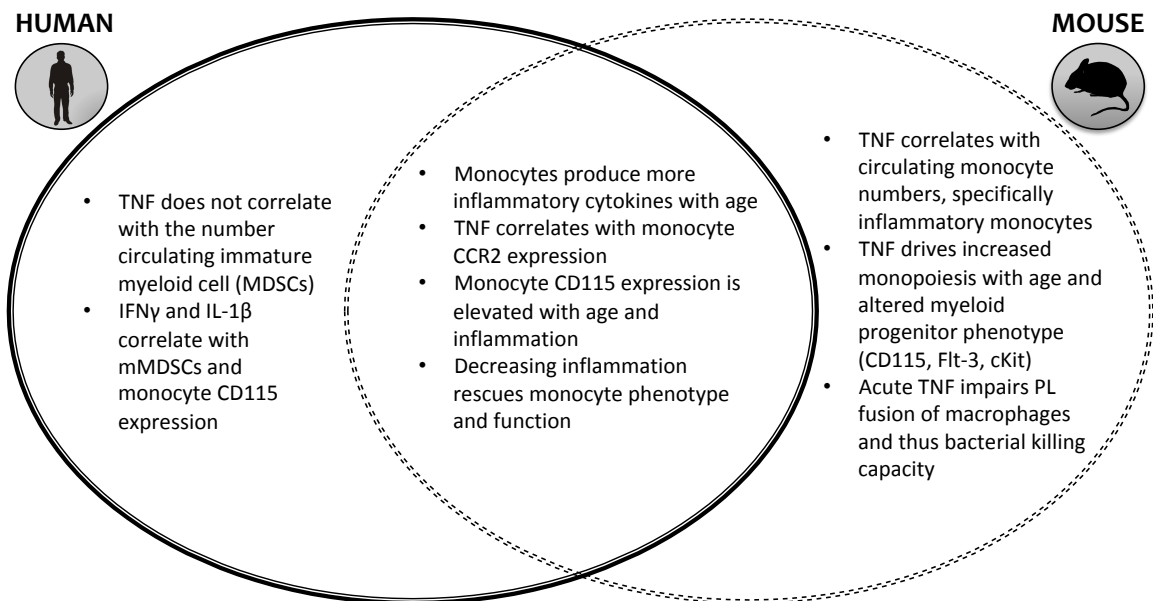 HUMAN
MOUSE
• TNF does not correlate
with the number
circulating immature
myeloid cell (MDSCs)
• IFNγ and IL-1β
correlate with
mMDSCs and
monocyte CD115
expression
• Monocytes produce more
inflammatory cytokines with age
• TNF correlates with monocyte
CCR2 expression
• Monocyte CD115 expression is
elevated with age and
inflammation
• Decreasing inflammation
rescues monocyte phenotype
and function
• TNF correlates with
circulating monocyte
numbers, specifically
inflammatory monocytes
• TNF drives increased
monopoiesis with age and
altered myeloid
progenitor phenotype
(CD115, Flt-3, cKit)
• Acute TNF impairs PL
fusion of macrophages
and thus bacterial killing
capacity